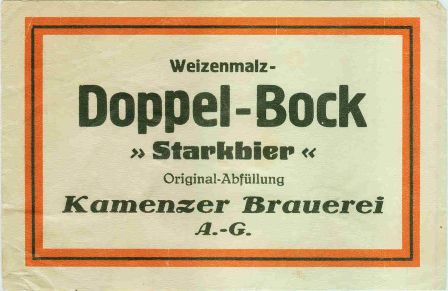 Weizenmalz-
Doppel-Bock
» Starkbier «
Original-Abfüllung
Kamenzer Brauerei
A.-G.